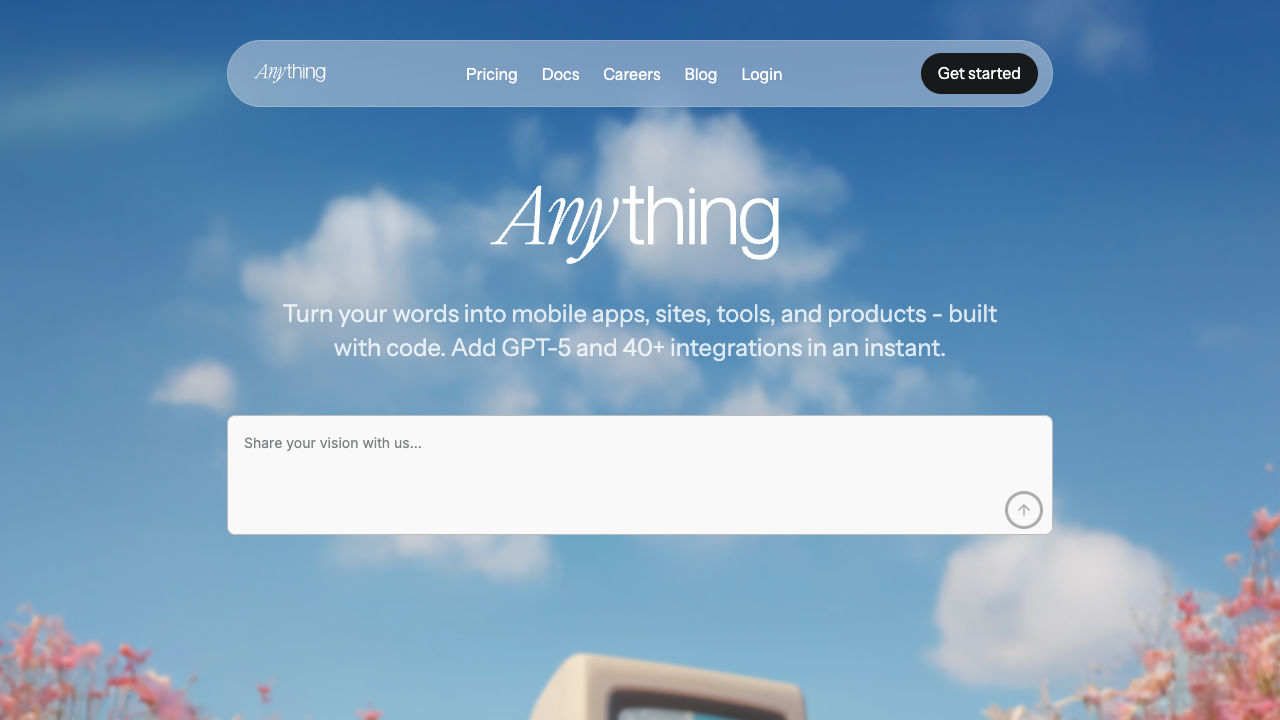 Anything
Pricing
Docs
Careers
Blog
Login
Get started
Anything
Turn your words into mobile apps, sites, tools, and products - built
with code. Add GPT-5 and 40+ integrations in an instant.
Share your vision with us...